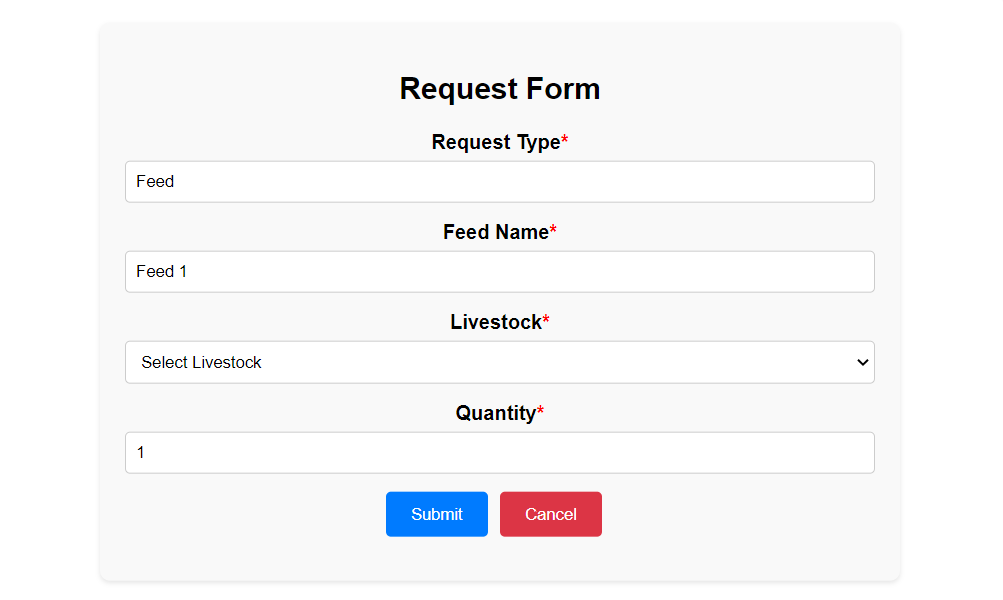 Request Form
Request Type*
Feed
Feed Name*
Feed 1
Livestock*
Select Livestock
Quantity*
1
Submit Cancel